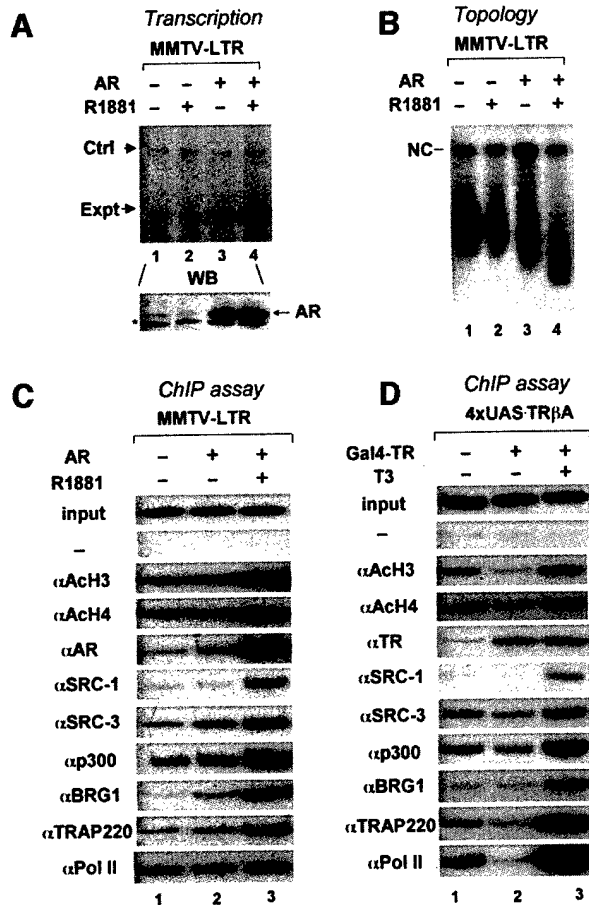 A
Transcription
MMTV-LTR
AR - - + +
R1881 - + - +
Ctrl
Expt
1 2 3 4
WB
AR
*
B
Topology
MMTV-LTR
AR - - + +
R1881 - + - +
NC-
1 2 3 4
C
ChIP assay
MMTV-LTR
AR - + +
R1881 +
input
-
αAcH3
αAcH4
αAR
αSRC-1
αSRC-3
αp300
αBRG1
αTRAP220
αPol II
1 2 3
D
ChIP assay
4xUAS·TRβA
Gal4-TR - + +
T3 - - +
input
-
αAcH3
αAcH4
αTR
αSRC-1
αSRC-3
αp300
αBRG1
αTRAP220
αPol II
1 2 3